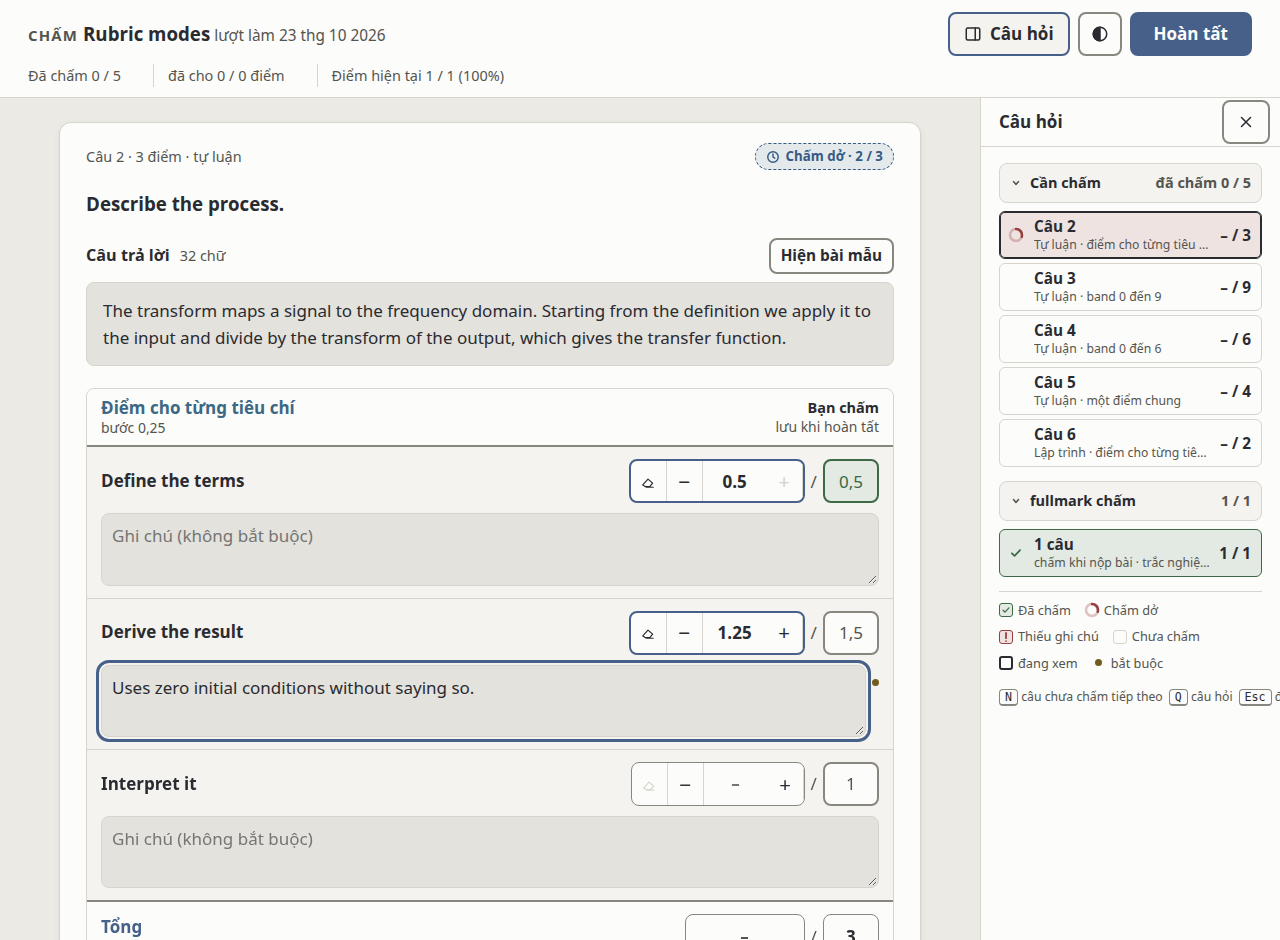 CHẤM Rubric modes lượt làm 23 thg 10 2026
Câu hỏi
Hoàn tất
Đã chấm 0 / 5
đã cho 0 / 0 điểm
Điểm hiện tại 1 / 1 (100%)
Câu 2 · 3 điểm · tự luận
Chấm dở · 2 / 3
Describe the process.
Câu trả lời 32 chữ
Hiện bài mẫu
The transform maps a signal to the frequency domain. Starting from the definition we apply it to
the input and divide by the transform of the output, which gives the transfer function.
Điểm cho từng tiêu chí
bước 0,25
Bạn chấm
lưu khi hoàn tất
Define the terms
− 0.5 + / 0,5
Ghi chú (không bắt buộc)
Derive the result
− 1.25 + / 1,5
Uses zero initial conditions without saying so.
Interpret it
− – + / 1
Ghi chú (không bắt buộc)
Tổng
– / 3
Câu hỏi
Cần chấm
đã chấm 0 / 5
Câu 2
Tự luận · điểm cho từng tiêu ...
– / 3
Câu 3
Tự luận · band 0 đến 9
– / 9
Câu 4
Tự luận · band 0 đến 6
– / 6
Câu 5
Tự luận · một điểm chung
– / 4
Câu 6
Lập trình · điểm cho từng tiê...
– / 2
fullmark chấm
1 / 1
1 câu
chấm khi nộp bài · trắc nghiệ...
1 / 1
Đã chấm
Chấm dở
! Thiếu ghi chú
Chưa chấm
đang xem
bắt buộc
N câu chưa chấm tiếp theo Q câu hỏi Esc